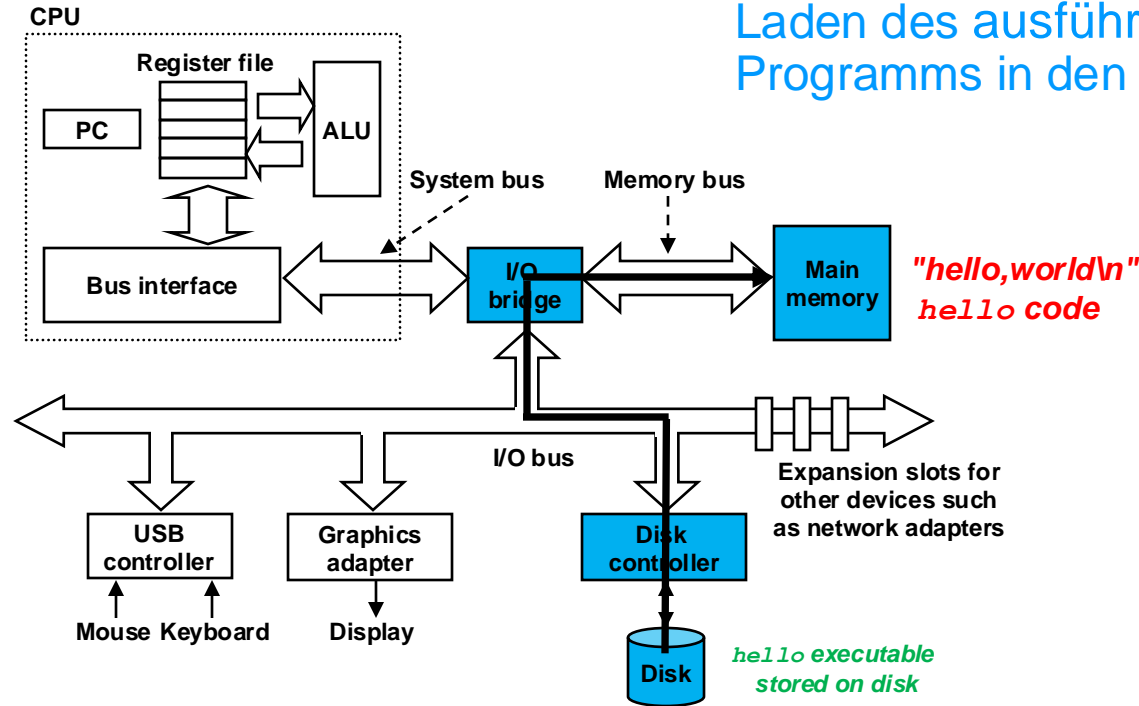 CPU
Laden des ausführ
Programms in den
Register file
PC
ALU
System bus
Memory bus
Bus interface
I/O
bridge
Main
memory
"hello,world\n"
hello code
I/O bus
Expansion slots for
other devices such
as network adapters
USB
controller
Graphics
adapter
Disk
controller
Mouse Keyboard
Display
Disk
hello executable
stored on disk